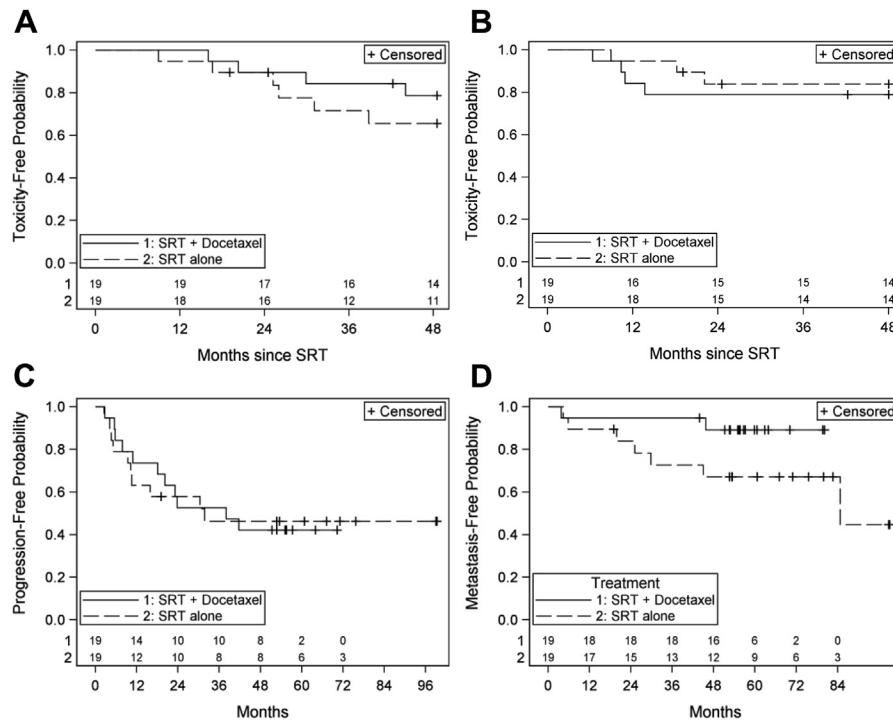 A
1.0
0.8
0.6
0.4
0.2
0.0
Toxicity-Free Probability
+ Censored
1: SRT + Docetaxel
2: SRT alone
1 19 19 17 16 14
2 19 18 16 12 11
0 12 24 36 48
Months since SRT
B
1.0
0.8
0.6
0.4
0.2
0.0
Toxicity-Free Probability
+ Censored
1: SRT + Docetaxel
2: SRT alone
1 19 16 15 15 14
2 19 18 15 14 14
0 12 24 36 48
Months since SRT
C
1.0
0.8
0.6
0.4
0.2
0.0
Progression-Free Probability
+ Censored
1: SRT + Docetaxel
2: SRT alone
1 19 14 10 10 8 2 0
2 19 12 10 8 8 6 3
0 12 24 36 48 60 72 84 96
Months
D
1.0
0.8
0.6
0.4
0.2
0.0
Metastasis-Free Probability
+ Censored
Treatment
1: SRT + Docetaxel
2: SRT alone
1 19 18 18 18 16 6 2 0
2 19 17 15 13 12 9 6 3
0 12 24 36 48 60 72 84
Months